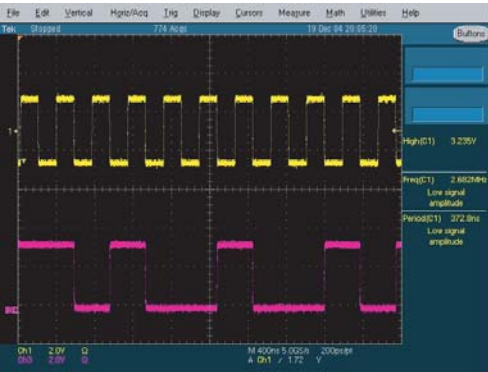 File Edit Vertical Horiz/Acq Trig Display Cursors Measure Math Utilities Help
Tek Stopped 774 Acqs 19 Dec 04 20:05:20 Buttons
1
High(C1) 3.235V
Freq(C1) 2.682MHz
Low signal
amplitude
Period(C1) 372.8ns
Low signal
amplitude
Ch1 2.0V Ω M 400ns 5.0GS/s 200ps/pt
Ch3 2.0V Ω A Ch1 / 1.72 V